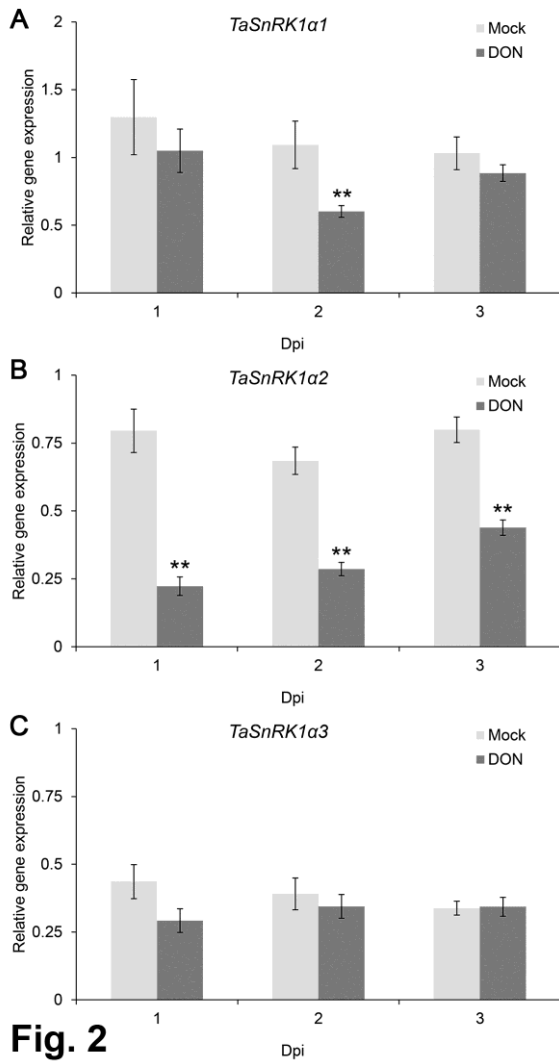 A
TaSnRK1α1
Mock
DON
Relative gene expression
2
1.5
1
0.5
0
**
1 2 3
Dpi
B
TaSnRK1α2
Mock
DON
Relative gene expression
1
0.75
0.5
0.25
0
** ** **
1 2 3
Dpi
C
TaSnRK1α3
Mock
DON
Relative gene expression
1
0.75
0.5
0.25
0
1 2 3
Dpi
Fig. 2